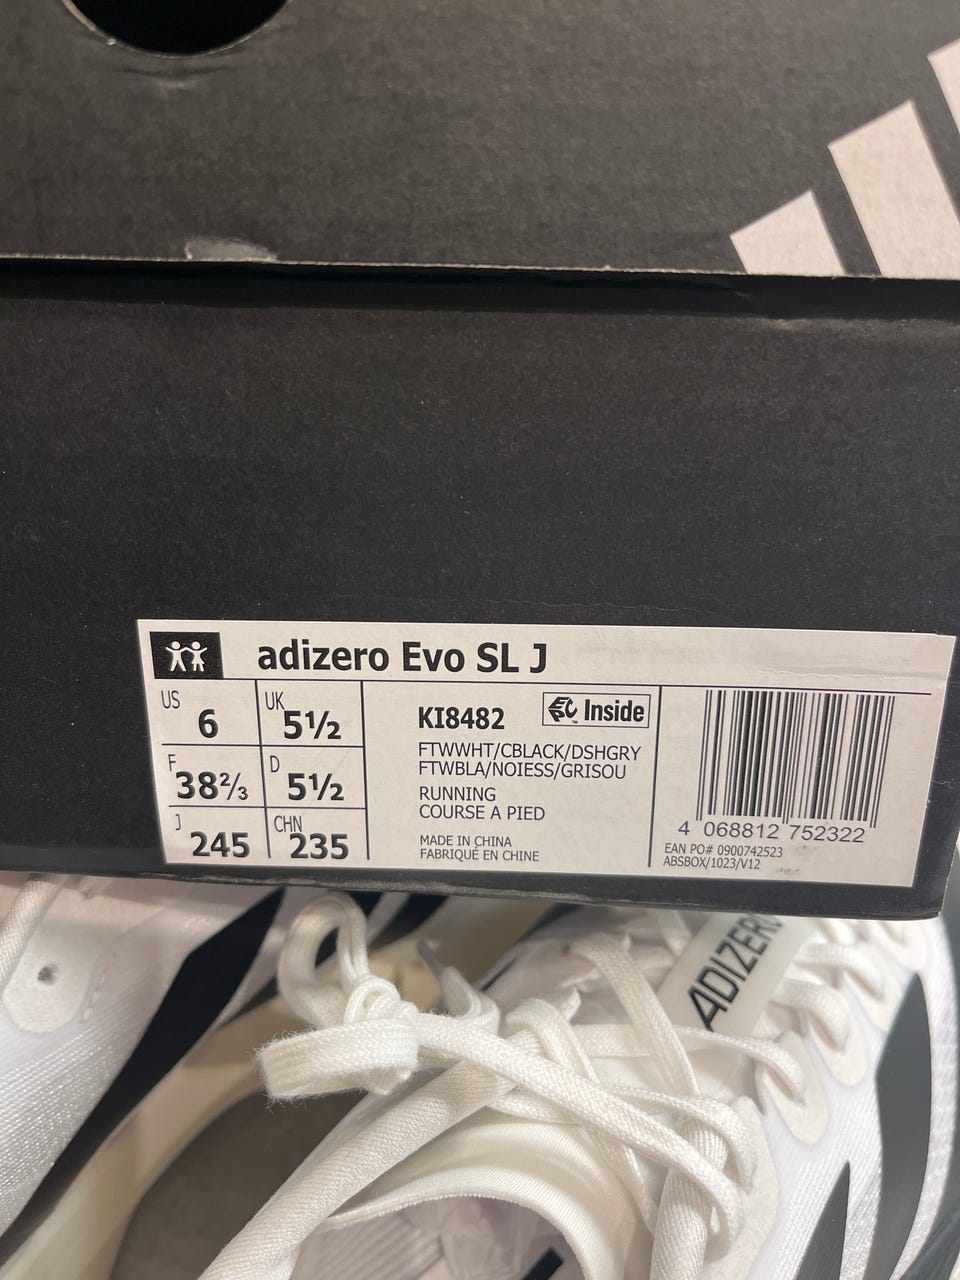 adizero Evo SL J
US 6
UK 5½
F 38⅔
D 5½
J 245
CHN 235
KI8482
EC Inside
FTWWHT/CBLACK/DSHGRY
FTWBLA/NOIESS/GRISOU
RUNNING
COURSE A PIED
MADE IN CHINA
FABRIQUÉ EN CHINE
4 068812 752322
EAN PO# 0900742523
ABSBOX/1023/V12
ADIZERO